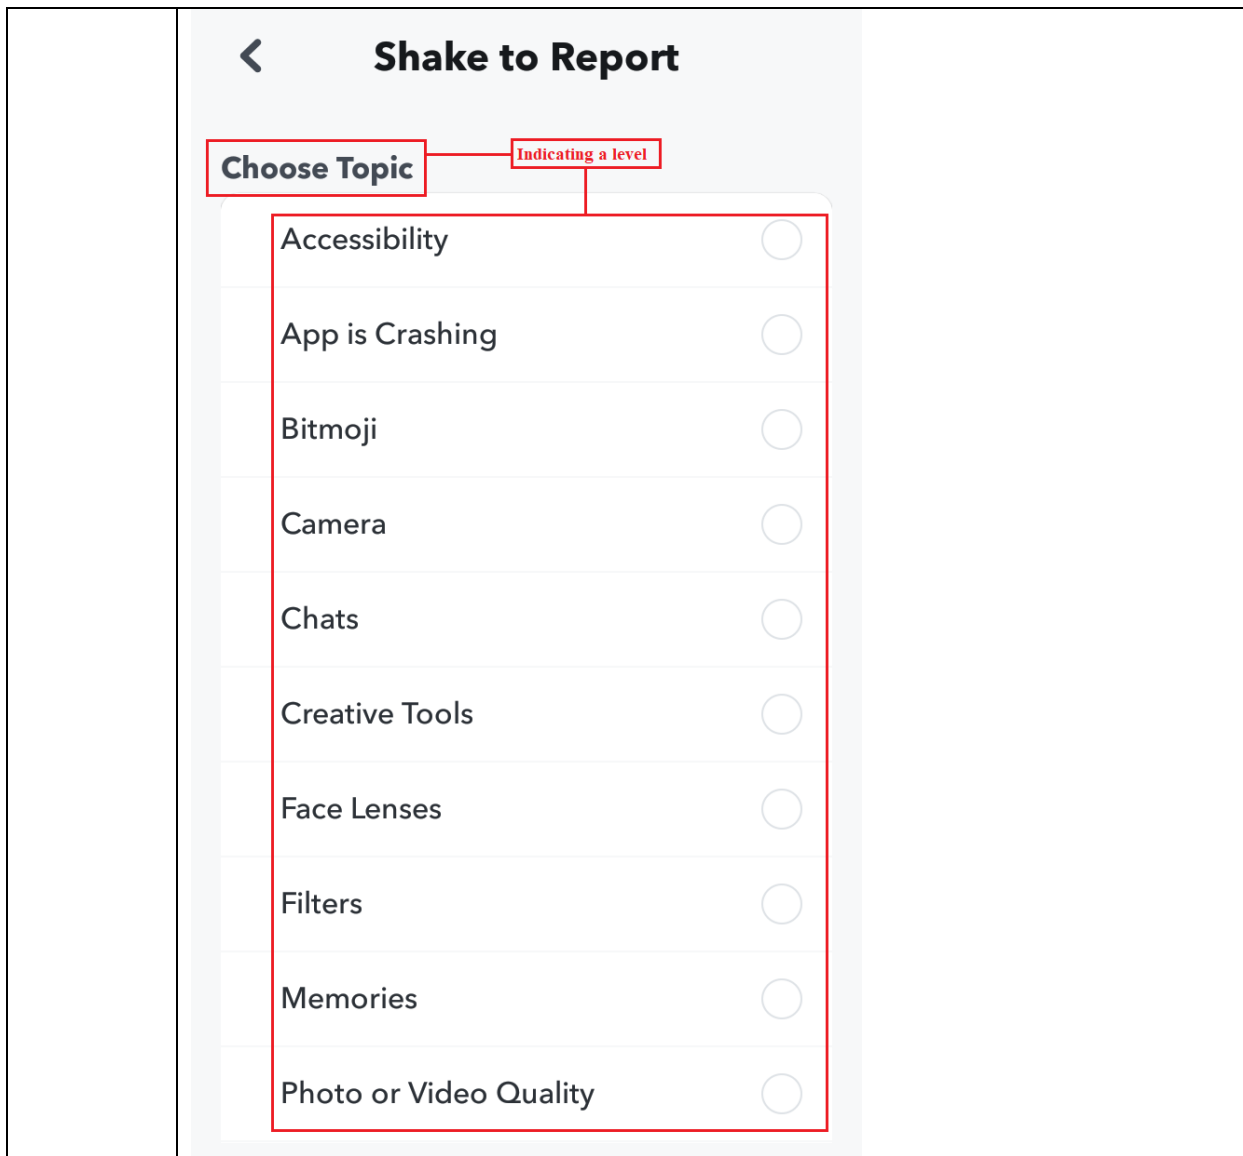 Shake to Report
Choose Topic
Indicating a level
Accessibility
App is Crashing
Bitmoji
Camera
Chats
Creative Tools
Face Lenses
Filters
Memories
Photo or Video Quality